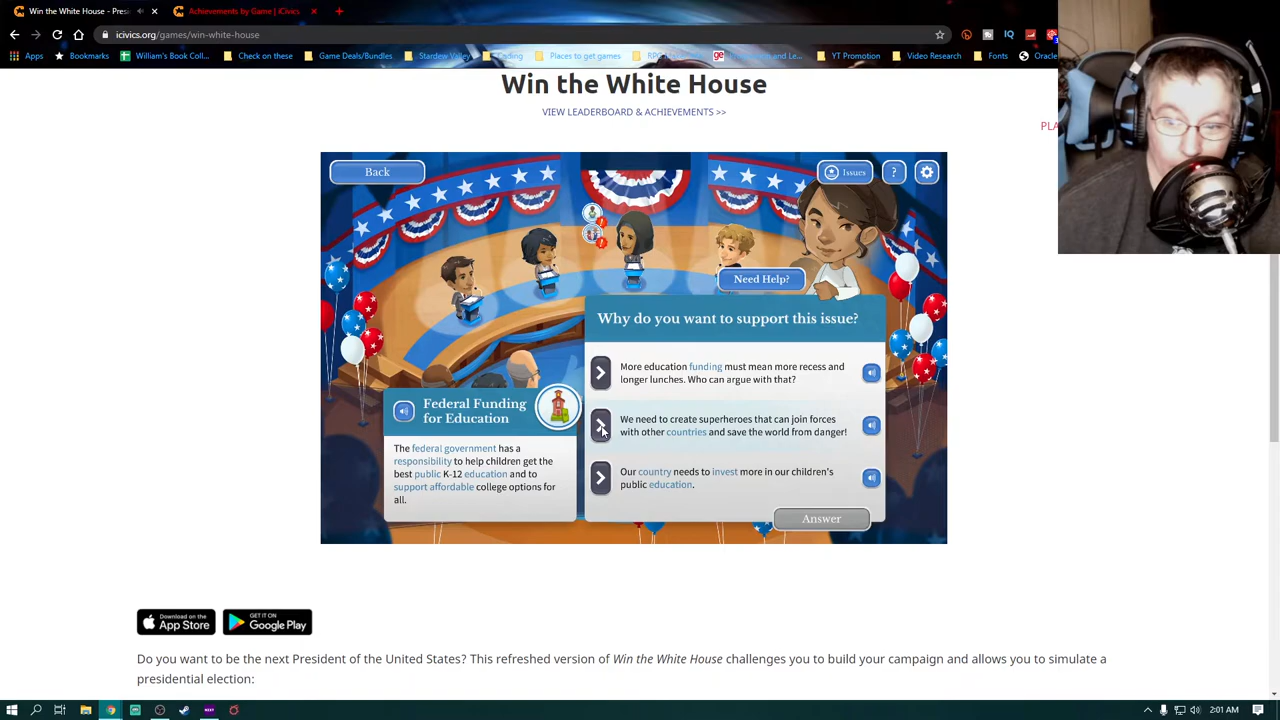 Win the White House - Presi
Achievements by Game | iCivics
icivics.org/games/win-white-house
Apps
Bookmarks
William's Book Coll...
Check on these
Game Deals/Bundles
Stardew Valley
Places to get games
and Le...
YT Promotion
Video Research
Fonts
Oracle
Win the White House
VIEW LEADERBOARD & ACHIEVEMENTS >>
PLA
Back
Issues
?
Need Help?
Why do you want to support this issue?
More education funding must mean more recess and
longer lunches. Who can argue with that?
We need to create superheroes that can join forces
with other countries and save the world from danger!
Our country needs to invest more in our children's
public education.
Answer
Federal Funding
for Education
The federal government has a
responsibility to help children get the
best public K-12 education and to
support affordable college options for
all.
Download on the
App Store
GET IT ON
Google Play
Do you want to be the next President of the United States? This refreshed version of Win the White House challenges you to build your campaign and allows you to simulate a
presidential election:
2:01 AM